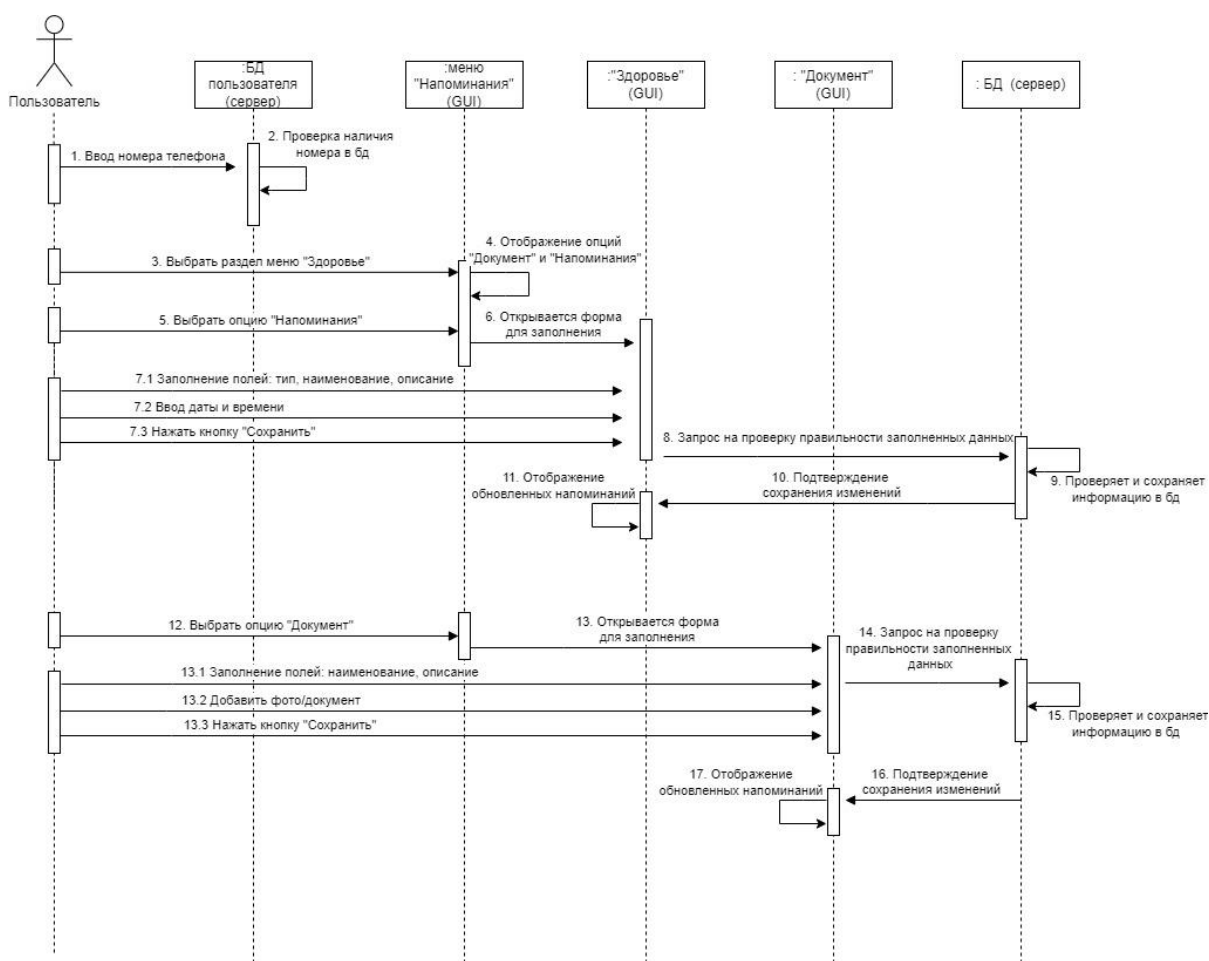 Пользователь
:БД
пользователя
(сервер)
:меню
"Напоминания"
(GUI)
:"Здоровье"
(GUI)
: "Документ"
(GUI)
: БД (сервер)
1. Ввод номера телефона
2. Проверка наличия
номера в бд
3. Выбрать раздел меню "Здоровье"
4. Отображение опций
"Документ" и "Напоминания"
5. Выбрать опцию "Напоминания"
6. Открывается форма
для заполнения
7.1 Заполнение полей: тип, наименование, описание
7.2 Ввод даты и времени
7.3 Нажать кнопку "Сохранить"
8. Запрос на проверку правильности заполненных данных
9. Проверяет и сохраняет
информацию в бд
10. Подтверждение
сохранения изменений
11. Отображение
обновленных напоминаний
12. Выбрать опцию "Документ"
13. Открывается форма
для заполнения
14. Запрос на проверку
правильности заполненных
данных
13.1 Заполнение полей: наименование, описание
13.2 Добавить фото/документ
13.3 Нажать кнопку "Сохранить"
15. Проверяет и сохраняет
информацию в бд
16. Подтверждение
сохранения изменений
17. Отображение
обновленных напоминаний